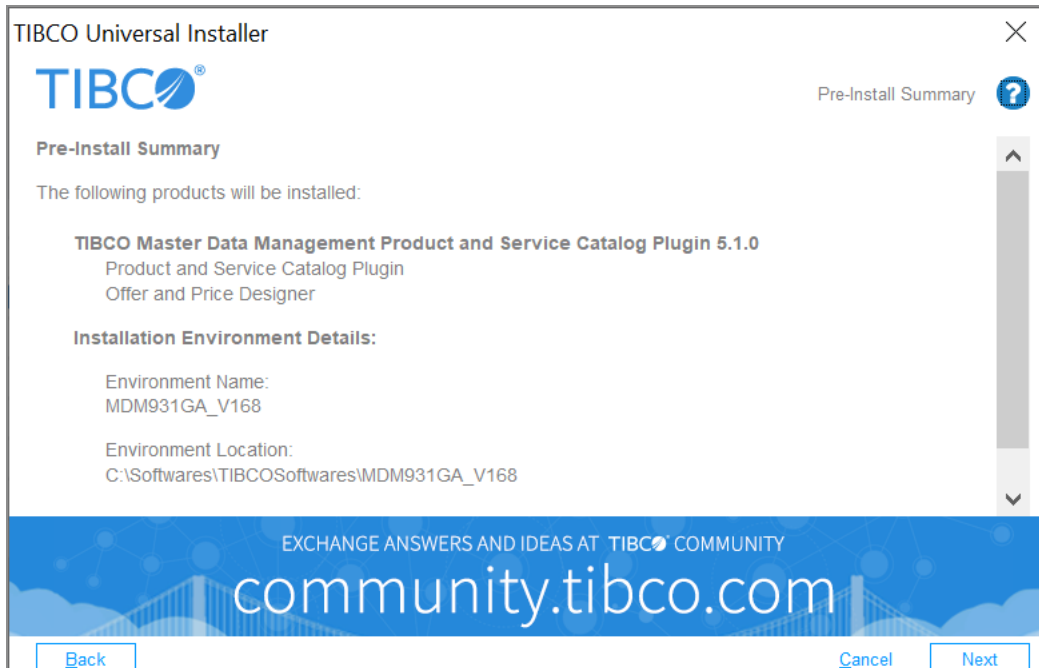 TIBCO Universal Installer
TIBCO®
Pre-Install Summary
Pre-Install Summary
The following products will be installed:
TIBCO Master Data Management Product and Service Catalog Plugin 5.1.0
Product and Service Catalog Plugin
Offer and Price Designer
Installation Environment Details:
Environment Name:
MDM931GA_V168
Environment Location:
C:\Softwares\TIBCOSoftwares\MDM931GA_V168
EXCHANGE ANSWERS AND IDEAS AT TIBCO COMMUNITY
community.tibco.com
Back
Cancel
Next